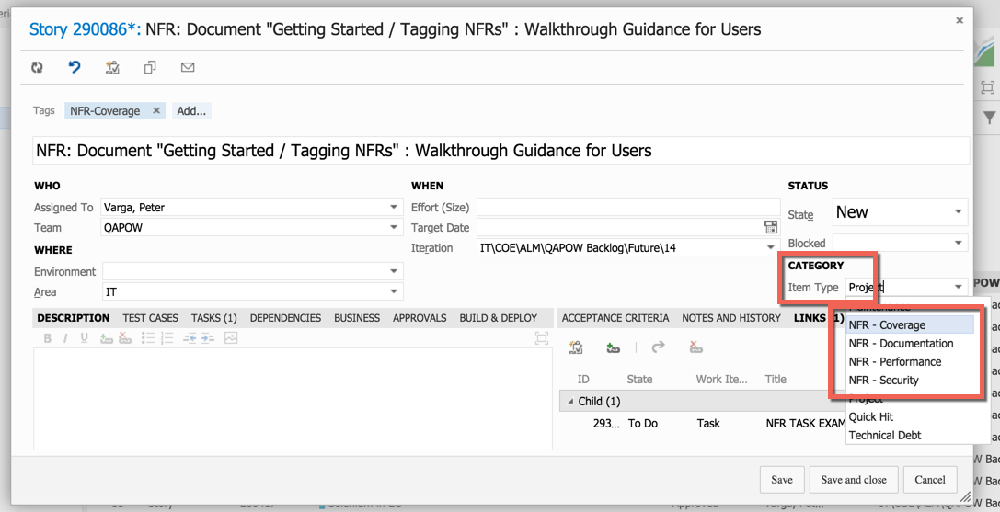 Story 290086*: NFR: Document "Getting Started / Tagging NFRs" : Walkthrough Guidance for Users
Tags NFR-Coverage × Add...
NFR: Document "Getting Started / Tagging NFRs" : Walkthrough Guidance for Users
WHO
Assigned To Varga, Peter
Team QAPOW
WHERE
Environment
Area IT
WHEN
Effort (Size)
Target Date
Iteration IT\COE\ALM\QAPOW Backlog\Future\14
STATUS
State New
Blocked
CATEGORY
Item Type Project
Maintenance
NFR - Coverage
NFR - Documentation
NFR - Performance
NFR - Security
Project
Quick Hit
Technical Debt
DESCRIPTION TEST CASES TASKS (1) DEPENDENCIES BUSINESS APPROVALS BUILD & DEPLOY
B I U
ACCEPTANCE CRITERIA NOTES AND HISTORY LINKS (1)
ID State Work Ite... Title
Child (1)
293... To Do Task NFR TASK EXAM
Save Save and close Cancel
POW